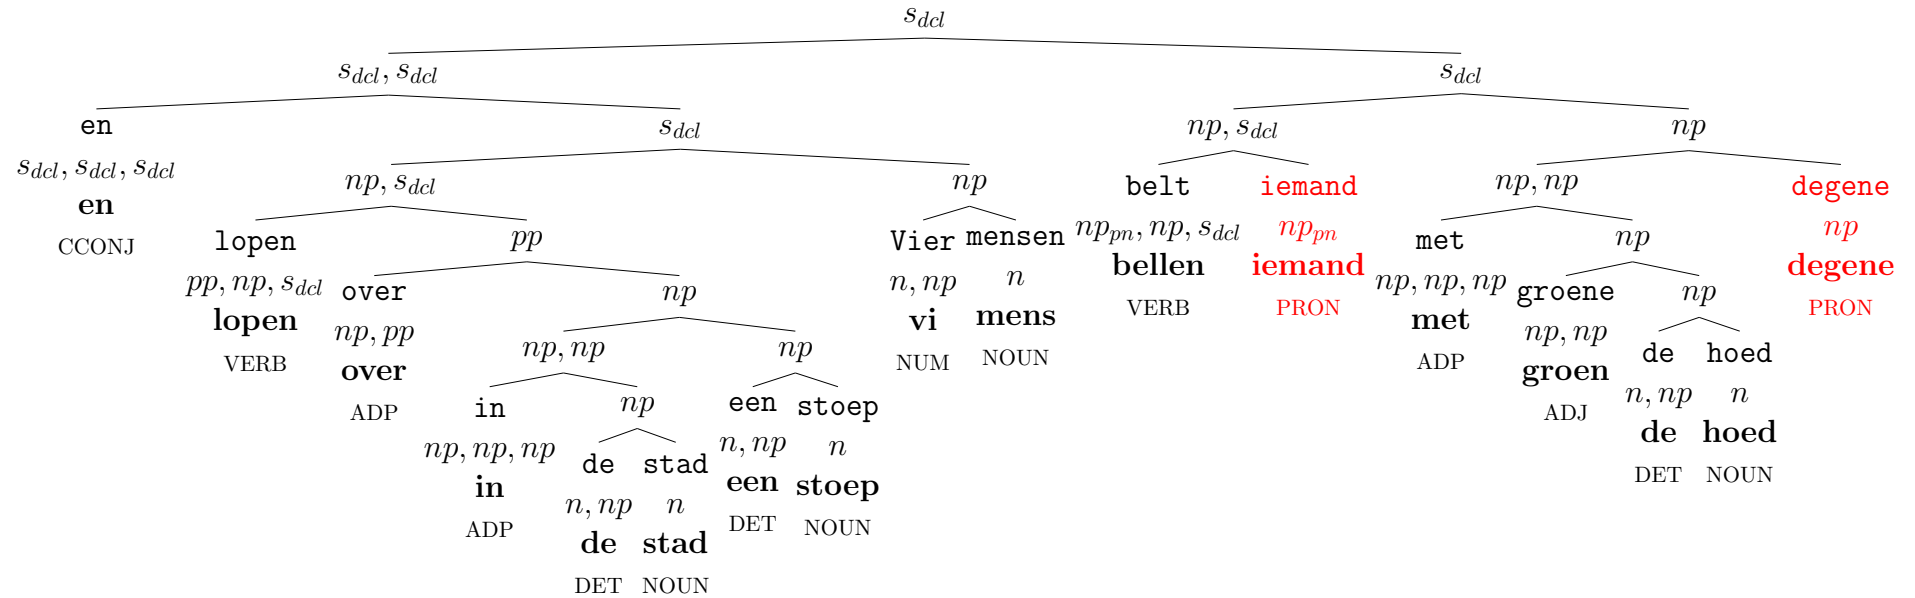 s_dcl
s_dcl, s_dcl
s_dcl
en
s_dcl
np, s_dcl
np
s_dcl, s_dcl, s_dcl
np, s_dcl
np
belt
iemand
np, np
degene
en
np_pn, np, s_dcl
np_pn
np
CCONJ
lopen
pp
Vier
mensen
bellen
iemand
met
np
degene
pp, np, s_dcl
over
np
n, np
n
VERB
PRON
np, np, np
groene
np
PRON
lopen
np, pp
vi
mens
met
np, np
de
hoed
VERB
over
np, np
np
NUM
NOUN
ADP
groen
n, np
n
ADP
in
np
een
stoep
ADJ
de
hoed
np, np, np
de
stad
n, np
n
DET
NOUN
in
n, np
n
een
stoep
ADP
de
stad
DET
NOUN
DET
NOUN